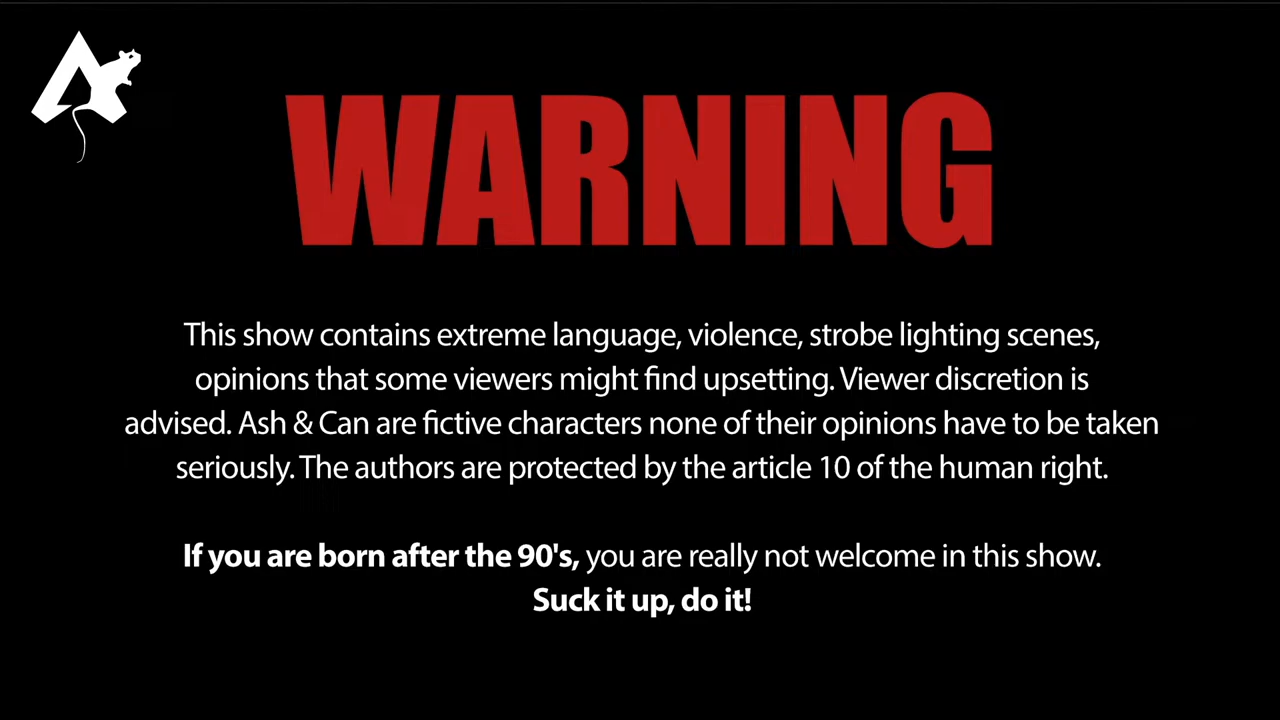 WARNING
This show contains extreme language, violence, strobe lighting scenes,
opinions that some viewers might find upsetting. Viewer discretion is
advised. Ash & Can are fictive characters none of their opinions have to be taken
seriously. The authors are protected by the article 10 of the human right.
If you are born after the 90's, you are really not welcome in this show.
Suck it up, do it!